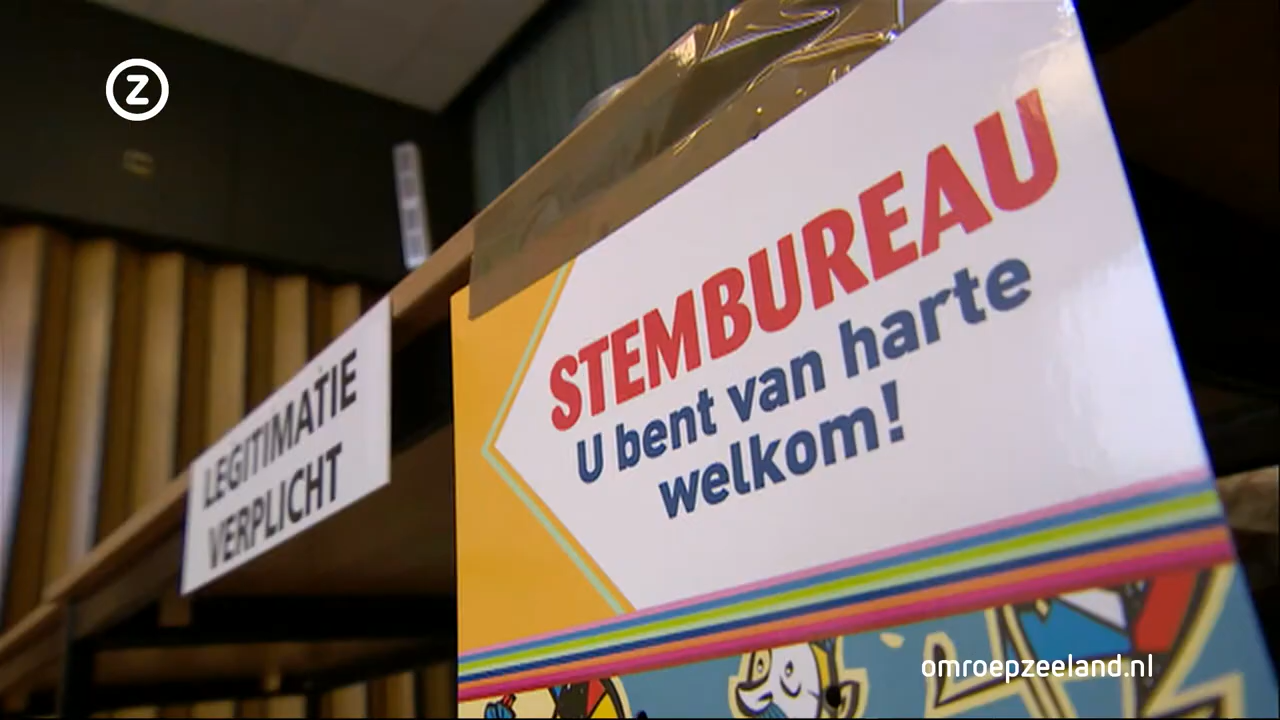 Z
STEMBUREAU
U bent van harte
welkom!
LEGITIMATIE
VERPLICHT
omroepzeeland.nl